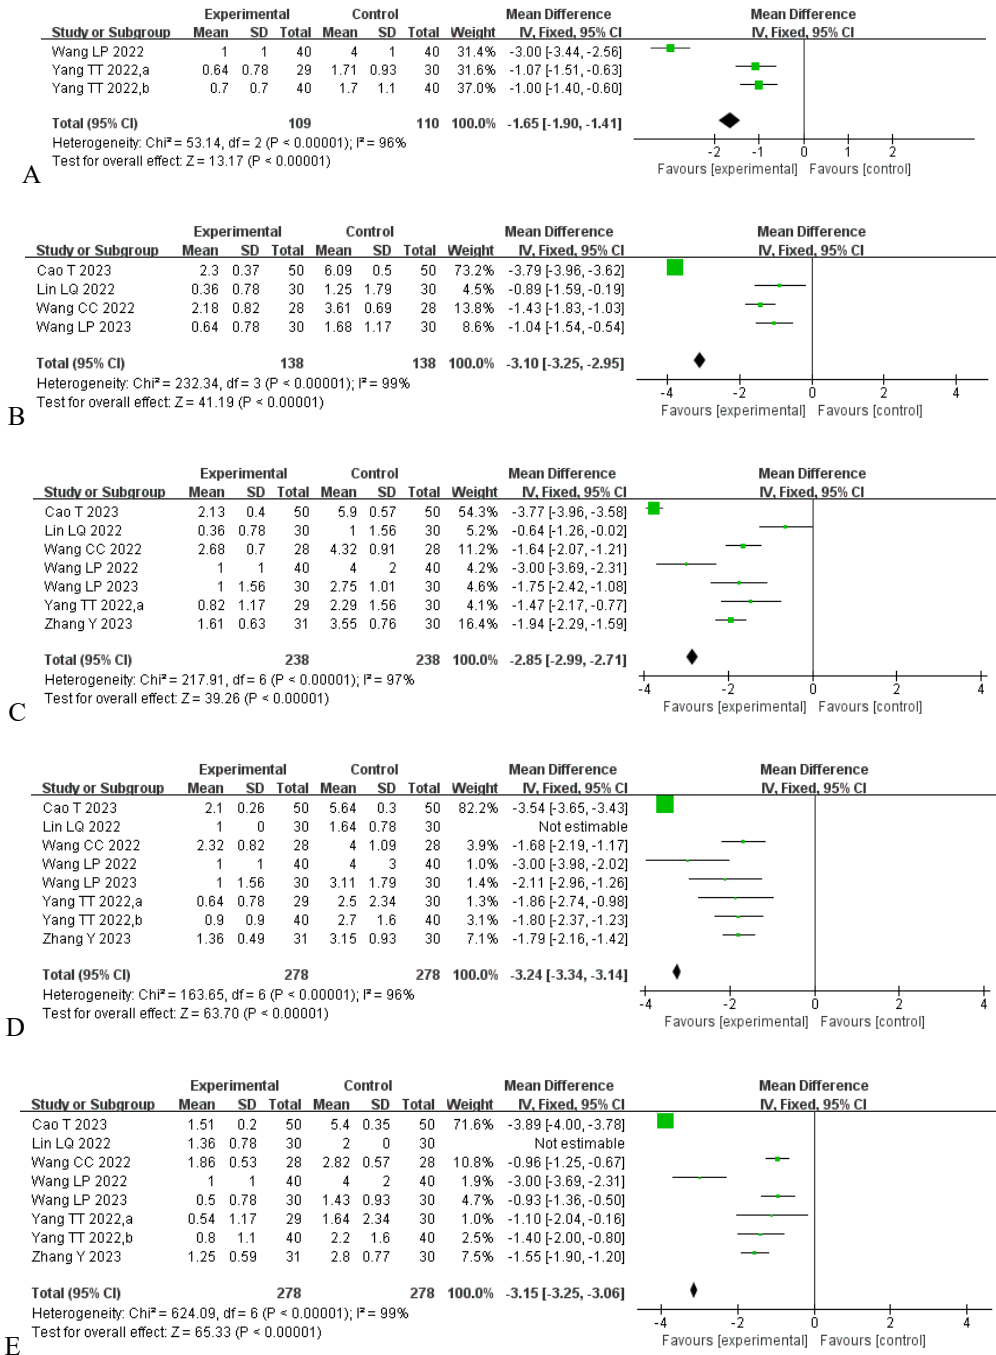 Experimental Control Mean Difference Mean Difference
Study or Subgroup Mean SD Total Mean SD Total Weight IV, Fixed, 95% CI IV, Fixed, 95% CI
Wang LP 2022 1 1 40 4 1 40 31.4% -3.00 [-3.44, -2.56]
Yang TT 2022,a 0.64 0.78 29 1.71 0.93 30 31.6% -1.07 [-1.51, -0.63]
Yang TT 2022,b 0.7 0.7 40 1.7 1.1 40 37.0% -1.00 [-1.40, -0.60]
Total (95% CI) 109 110 100.0% -1.65 [-1.90, -1.41]
Heterogeneity: Chi² = 53.14, df = 2 (P < 0.00001); I² = 96%
Test for overall effect: Z = 13.17 (P < 0.00001)
-2 -1 0 1 2
Favours [experimental] Favours [control]
A
Experimental Control Mean Difference Mean Difference
Study or Subgroup Mean SD Total Mean SD Total Weight IV, Fixed, 95% CI IV, Fixed, 95% CI
Cao T 2023 2.3 0.37 50 6.09 0.5 50 73.2% -3.79 [-3.96, -3.62]
Lin LQ 2022 0.36 0.78 30 1.25 1.79 30 4.5% -0.89 [-1.59, -0.19]
Wang CC 2022 2.18 0.82 28 3.61 0.69 28 13.8% -1.43 [-1.83, -1.03]
Wang LP 2023 0.64 0.78 30 1.68 1.17 30 8.6% -1.04 [-1.54, -0.54]
Total (95% CI) 138 138 100.0% -3.10 [-3.25, -2.95]
Heterogeneity: Chi² = 232.34, df = 3 (P < 0.00001); I² = 99%
Test for overall effect: Z = 41.19 (P < 0.00001)
-4 -2 0 2 4
Favours [experimental] Favours [control]
B
Experimental Control Mean Difference Mean Difference
Study or Subgroup Mean SD Total Mean SD Total Weight IV, Fixed, 95% CI IV, Fixed, 95% CI
Cao T 2023 2.13 0.4 50 5.9 0.57 50 54.3% -3.77 [-3.96, -3.58]
Lin LQ 2022 0.36 0.78 30 1 1.56 30 5.2% -0.64 [-1.26, -0.02]
Wang CC 2022 2.68 0.7 28 4.32 0.91 28 11.2% -1.64 [-2.07, -1.21]
Wang LP 2022 1 1 40 4 2 40 4.2% -3.00 [-3.69, -2.31]
Wang LP 2023 1 1.56 30 2.75 1.01 30 4.6% -1.75 [-2.42, -1.08]
Yang TT 2022,a 0.82 1.17 29 2.29 1.56 30 4.1% -1.47 [-2.17, -0.77]
Zhang Y 2023 1.61 0.63 31 3.55 0.76 30 16.4% -1.94 [-2.29, -1.59]
Total (95% CI) 238 238 100.0% -2.85 [-2.99, -2.71]
Heterogeneity: Chi² = 217.91, df = 6 (P < 0.00001); I² = 97%
Test for overall effect: Z = 39.26 (P < 0.00001)
-4 -2 0 2 4
Favours [experimental] Favours [control]
C
Experimental Control Mean Difference Mean Difference
Study or Subgroup Mean SD Total Mean SD Total Weight IV, Fixed, 95% CI IV, Fixed, 95% CI
Cao T 2023 2.1 0.26 50 5.64 0.3 50 82.2% -3.54 [-3.65, -3.43]
Lin LQ 2022 1 0 30 1.64 0.78 30 Not estimable
Wang CC 2022 2.32 0.82 28 4 1.09 28 3.9% -1.68 [-2.19, -1.17]
Wang LP 2022 1 1 40 4 3 40 1.0% -3.00 [-3.98, -2.02]
Wang LP 2023 1 1.56 30 3.11 1.79 30 1.4% -2.11 [-2.96, -1.26]
Yang TT 2022,a 0.64 0.78 29 2.5 2.34 30 1.3% -1.86 [-2.74, -0.98]
Yang TT 2022,b 0.9 0.9 40 2.7 1.6 40 3.1% -1.80 [-2.37, -1.23]
Zhang Y 2023 1.36 0.49 31 3.15 0.93 30 7.1% -1.79 [-2.16, -1.42]
Total (95% CI) 278 278 100.0% -3.24 [-3.34, -3.14]
Heterogeneity: Chi² = 163.65, df = 6 (P < 0.00001); I² = 96%
Test for overall effect: Z = 63.70 (P < 0.00001)
-4 -2 0 2 4
Favours [experimental] Favours [control]
D
Experimental Control Mean Difference Mean Difference
Study or Subgroup Mean SD Total Mean SD Total Weight IV, Fixed, 95% CI IV, Fixed, 95% CI
Cao T 2023 1.51 0.2 50 5.4 0.35 50 71.6% -3.89 [-4.00, -3.78]
Lin LQ 2022 1.36 0.78 30 2 0 30 Not estimable
Wang CC 2022 1.86 0.53 28 2.82 0.57 28 10.8% -0.96 [-1.25, -0.67]
Wang LP 2022 1 1 40 4 2 40 1.9% -3.00 [-3.69, -2.31]
Wang LP 2023 0.5 0.78 30 1.43 0.93 30 4.7% -0.93 [-1.36, -0.50]
Yang TT 2022,a 0.54 1.17 29 1.64 2.34 30 1.0% -1.10 [-2.04, -0.16]
Yang TT 2022,b 0.8 1.1 40 2.2 1.6 40 2.5% -1.40 [-2.00, -0.80]
Zhang Y 2023 1.25 0.59 31 2.8 0.77 30 7.5% -1.55 [-1.90, -1.20]
Total (95% CI) 278 278 100.0% -3.15 [-3.25, -3.06]
Heterogeneity: Chi² = 624.09, df = 6 (P < 0.00001); I² = 99%
Test for overall effect: Z = 65.33 (P < 0.00001)
-4 -2 0 2 4
Favours [experimental] Favours [control]
E